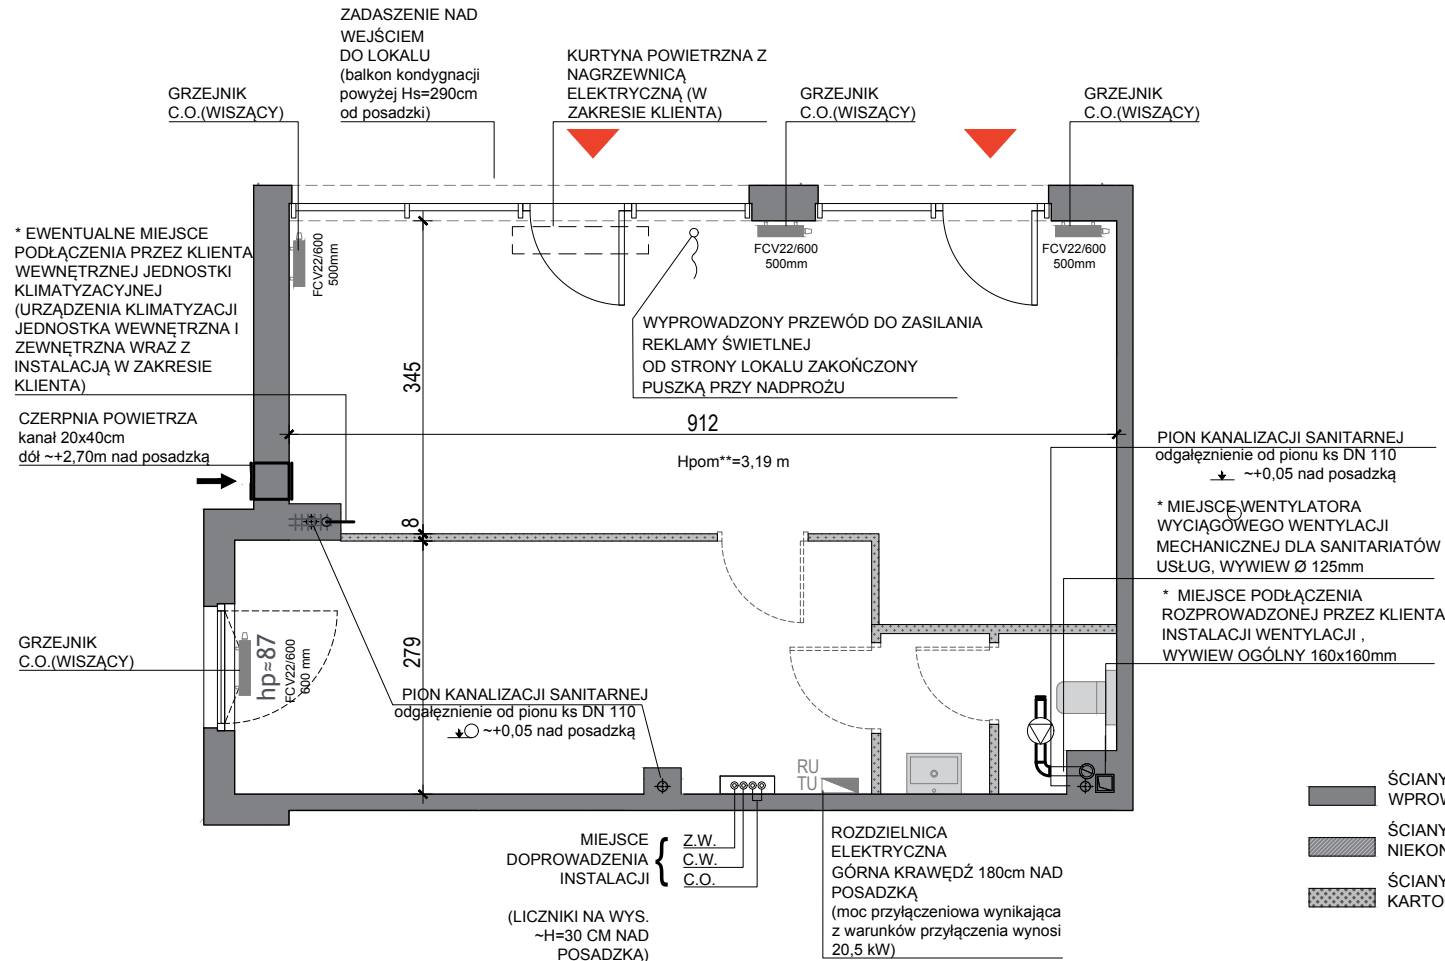 ZADASZENIE NAD
WEJŚCIEM
DO LOKALU
(balkon kondygnacji
powyżej Hs=290cm
od posadzki)
KURTYNA POWIETRZNA Z
NAGRZEWNICĄ
ELEKTRYCZNĄ (W
ZAKRESIE KLIENTA)
GRZEJNIK
C.O.(WISZĄCY)
GRZEJNIK
C.O.(WISZĄCY)
GRZEJNIK
C.O.(WISZĄCY)
* EWENTUALNE MIEJSCE
PODŁĄCZENIA PRZEZ KLIENTA
WEWNĘTRZNEJ JEDNOSTKI
KLIMATYZACYJNEJ
(URZĄDZENIA KLIMATYZACJI
JEDNOSTKA WEWNĘTRZNA I
ZEWNĘTRZNA WRAZ Z
INSTALACJĄ W ZAKRESIE
KLIENTA)
FCV22/600
500mm
FCV22/600
500mm
FCV22/600
500mm
WYPROWADZONY PRZEWÓD DO ZASILANIA
REKLAMY ŚWIETLNEJ
OD STRONY LOKALU ZAKOŃCZONY
PUSZKĄ PRZY NADPROŻU
345
912
Hpom**=3,19 m
CZERPNIA POWIETRZA
kanał 20x40cm
dół ~+2,70m nad posadzką
PION KANALIZACJI SANITARNEJ
odgałęznienie od pionu ks DN 110
~+0,05 nad posadzką
* MIEJSCE WENTYLATORA
WYCIĄGOWEGO WENTYLACJI
MECHANICZNEJ DLA SANITARIATÓW
USŁUG, WYWIEW Ø 125mm
* MIEJSCE PODŁĄCZENIA
ROZPROWADZONEJ PRZEZ KLIENTA
INSTALACJI WENTYLACJI ,
WYWIEW OGÓLNY 160x160mm
8
279
GRZEJNIK
C.O.(WISZĄCY)
hp≈87
FCV22/600
600 mm
PION KANALIZACJI SANITARNEJ
odgałęznienie od pionu ks DN 110
~+0,05 nad posadzką
RU
TU
MIEJSCE
DOPROWADZENIA
INSTALACJI
Z.W.
C.W.
C.O.
(LICZNIKI NA WYS.
~H=30 CM NAD
POSADZKĄ)
ROZDZIELNICA
ELEKTRYCZNA
GÓRNA KRAWĘDŹ 180cm NAD
POSADZKĄ
(moc przyłączeniowa wynikająca
z warunków przyłączenia wynosi
20,5 kW)
ŚCIANY
WPROW
ŚCIANY
NIEKON
ŚCIANY
KARTO